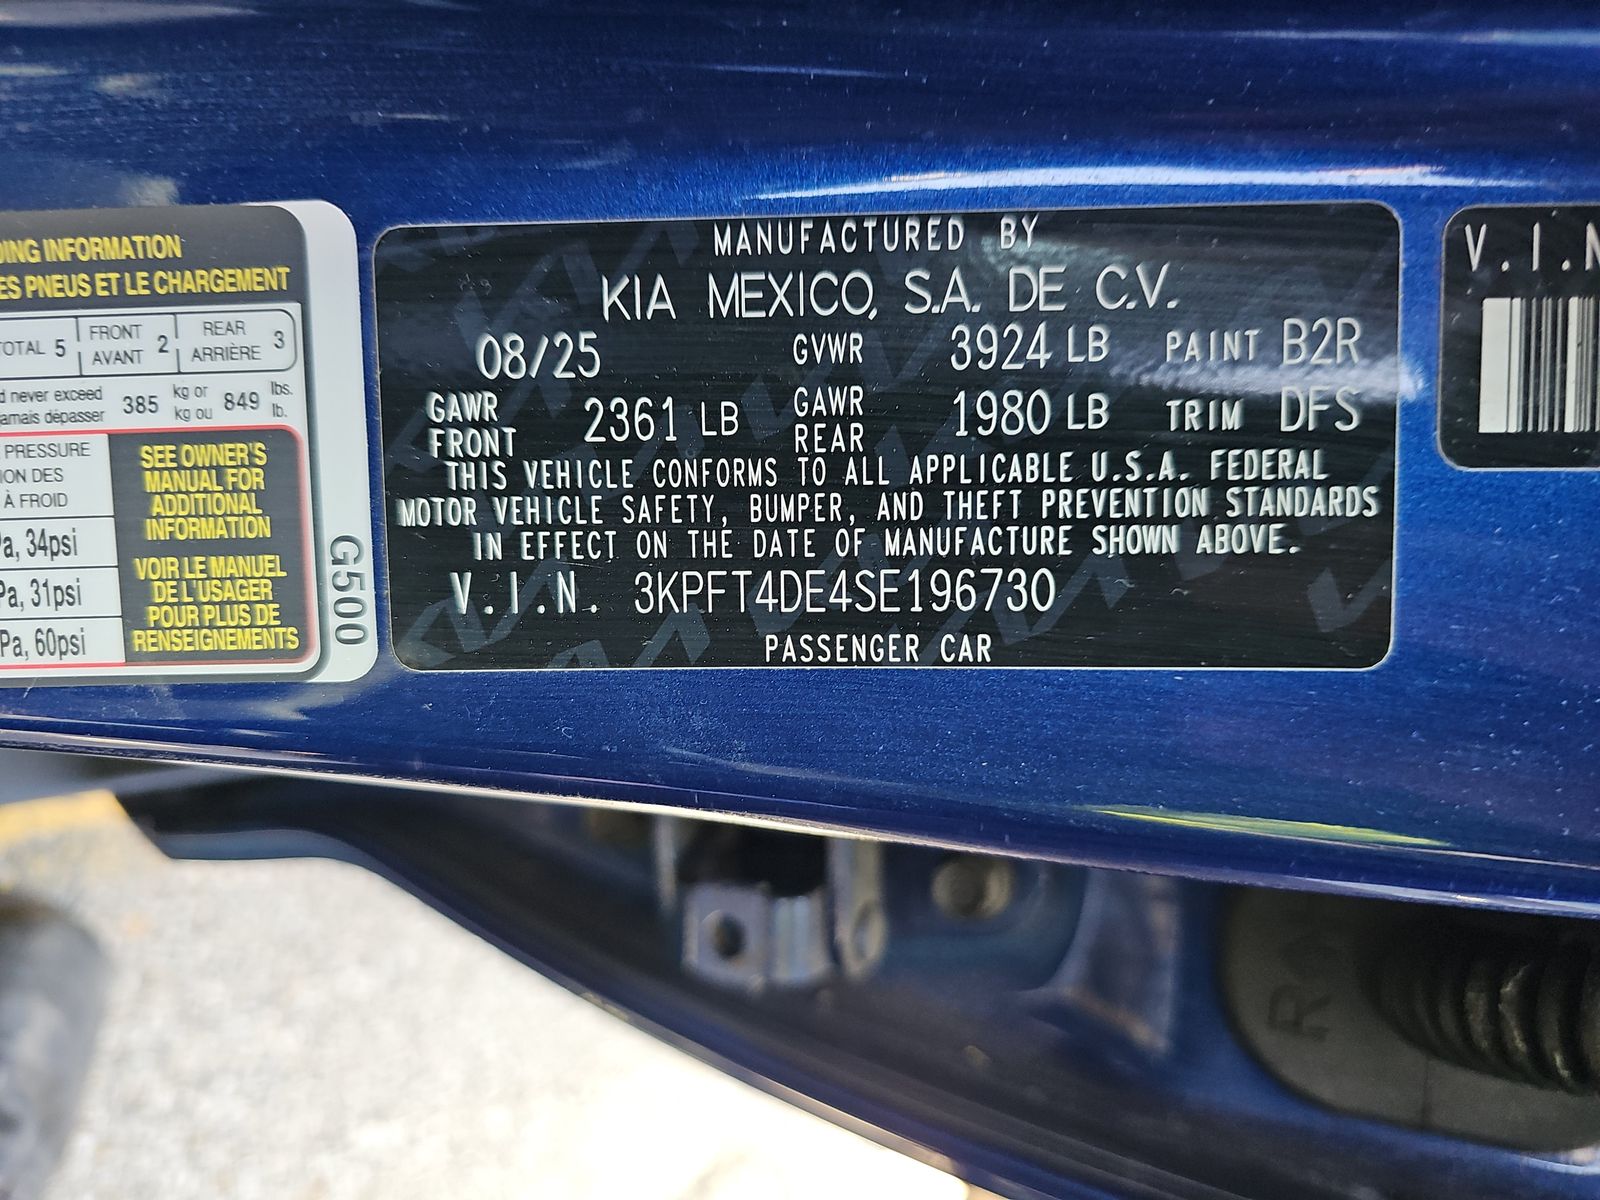 ING INFORMATION
ES PNEUS ET LE CHARGEMENT
TOTAL 5 FRONT AVANT 2 REAR ARRIÈRE 3
d never exceed
jamais dépasser 385 kg or kg ou 849 lbs. lb.
PRESSURE
ION DES
À FROID
Pa, 34psi
Pa, 31psi
Pa, 60psi
SEE OWNER'S
MANUAL FOR
ADDITIONAL
INFORMATION
VOIR LE MANUEL
DE L'USAGER
POUR PLUS DE
RENSEIGNEMENTS
G500
MANUFACTURED BY
KIA MEXICO, S.A. DE C.V.
08/25 GVWR 3924 LB PAINT B2R
GAWR FRONT 2361 LB GAWR REAR 1980 LB TRIM DFS
THIS VEHICLE CONFORMS TO ALL APPLICABLE U.S.A. FEDERAL
MOTOR VEHICLE SAFETY, BUMPER, AND THEFT PREVENTION STANDARDS
IN EFFECT ON THE DATE OF MANUFACTURE SHOWN ABOVE.
V.I.N. 3KPFT4DE4SE196730
PASSENGER CAR
V.I.N